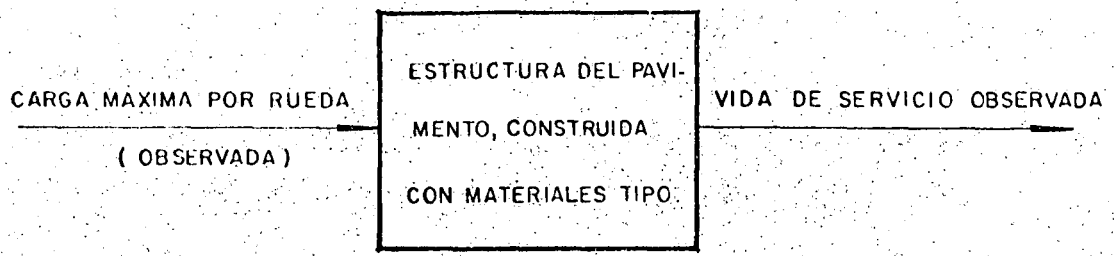 CARGA MAXIMA POR RUEDA
( OBSERVADA )
ESTRUCTURA DEL PAVI-
MENTO, CONSTRUIDA
CON MATERIALES TIPO.
VIDA DE SERVICIO OBSERVADA